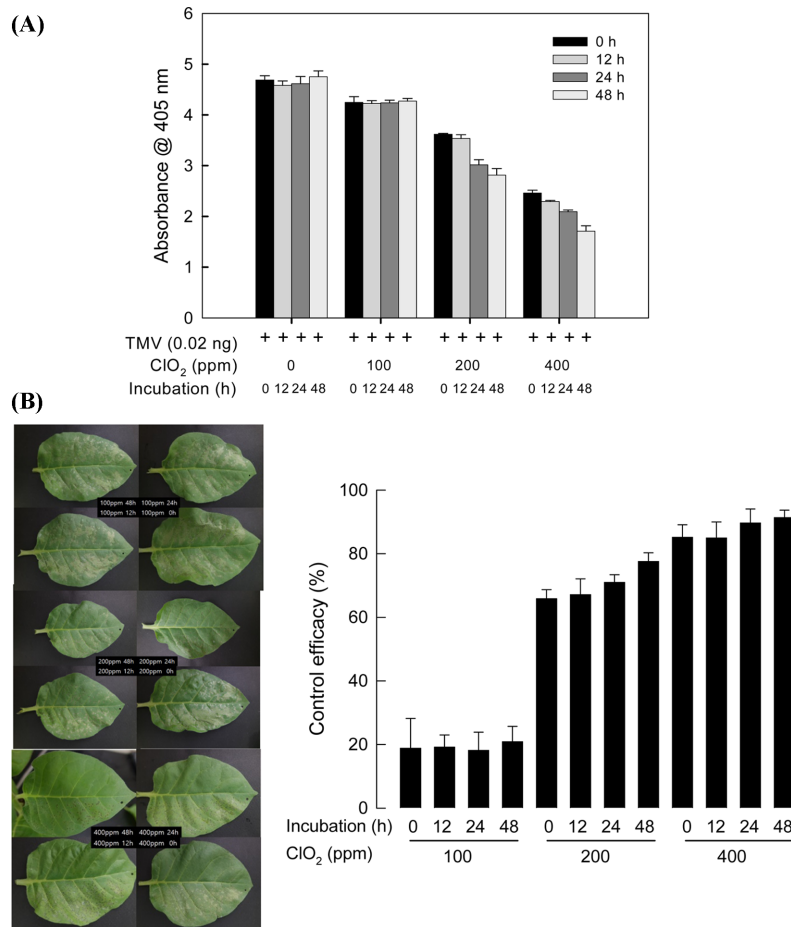 (A)
Absorbance @ 405 nm
6
5
4
3
2
1
0
0 h
12 h
24 h
48 h
TMV (0.02 ng) + + + + + + + + + + + + + + + +
ClO₂ (ppm) 0 100 200 400
Incubation (h) 0 12 24 48 0 12 24 48 0 12 24 48 0 12 24 48
(B)
100ppm 48h 100ppm 24h
100ppm 12h 100ppm 0h
200ppm 48h 200ppm 24h
200ppm 12h 200ppm 0h
400ppm 48h 400ppm 24h
400ppm 12h 400ppm 0h
Control efficacy (%)
100
80
60
40
20
0
Incubation (h) 0 12 24 48 0 12 24 48 0 12 24 48
ClO₂ (ppm) 100 200 400